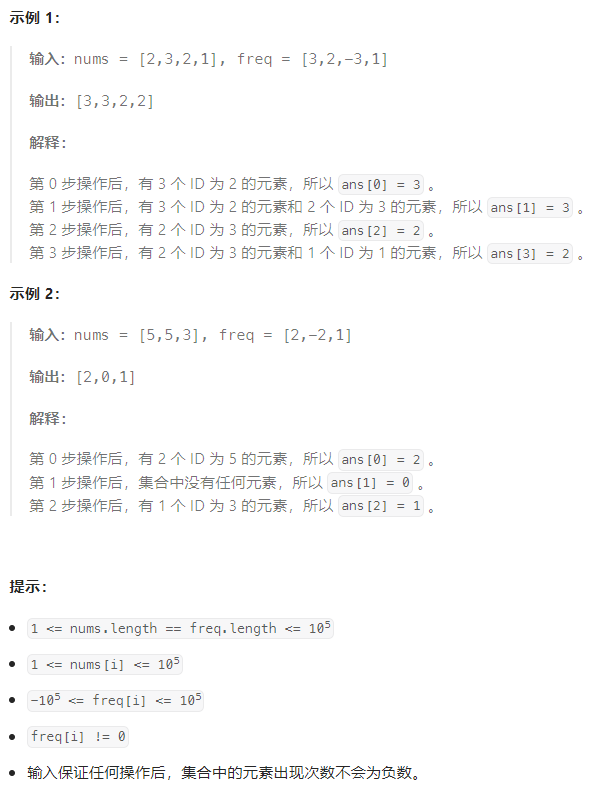 示例 1：
输入：nums = [2,3,2,1], freq = [3,2,-3,1]
输出：[3,3,2,2]
解释：
第 0 步操作后，有 3 个 ID 为 2 的元素，所以 ans[0] = 3 。
第 1 步操作后，有 3 个 ID 为 2 的元素和 2 个 ID 为 3 的元素，所以 ans[1] = 3 。
第 2 步操作后，有 2 个 ID 为 3 的元素，所以 ans[2] = 2 。
第 3 步操作后，有 2 个 ID 为 3 的元素和 1 个 ID 为 1 的元素，所以 ans[3] = 2 。
示例 2：
输入：nums = [5,5,3], freq = [2,-2,1]
输出：[2,0,1]
解释：
第 0 步操作后，有 2 个 ID 为 5 的元素，所以 ans[0] = 2 。
第 1 步操作后，集合中没有任何元素，所以 ans[1] = 0 。
第 2 步操作后，有 1 个 ID 为 3 的元素，所以 ans[2] = 1 。
提示：
• 1 <= nums.length == freq.length <= 10⁵
• 1 <= nums[i] <= 10⁵
• -10⁵ <= freq[i] <= 10⁵
• freq[i] != 0
• 输入保证任何操作后，集合中的元素出现次数不会为负数。